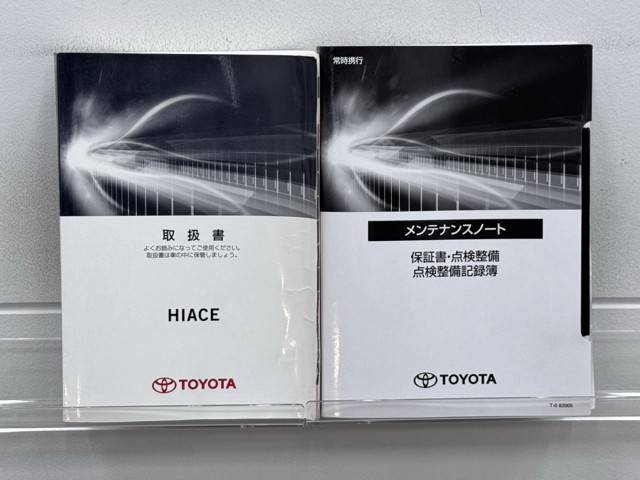 取扱書
よくお読みになってご使用ください。
取扱書は車の中に保管しましょう。
HIACE
TOYOTA
常時携行
メンテナンスノート
保証書・点検整備
点検整備記録簿
TOYOTA